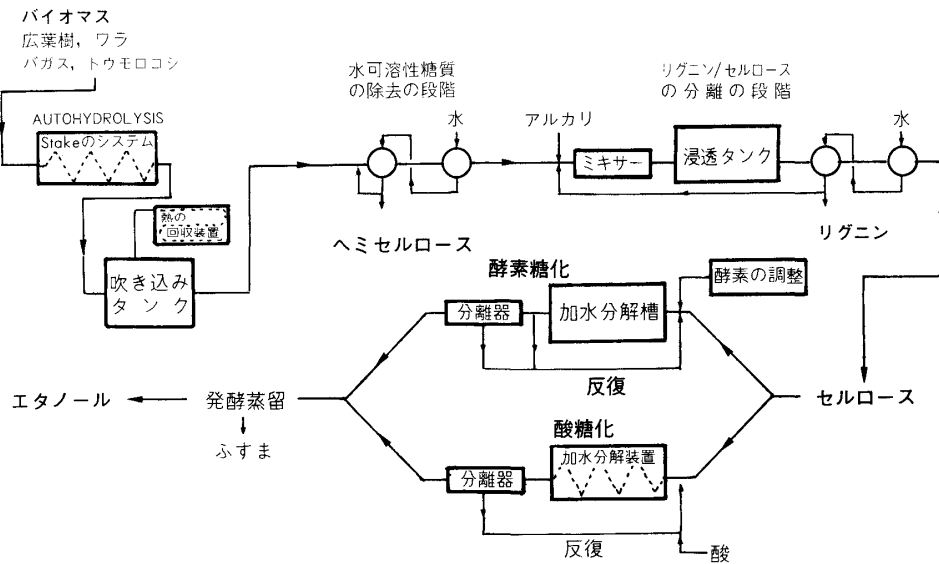 バイオマス
広葉樹，ワラ
バガス，トウモロコシ
AUTOHYDROLYSIS
Stakeのシステム
熱の
回収装置
吹き込み
タンク
水可溶性糖質
の除去の段階
水
ヘミセルロース
アルカリ
ミキサー
リグニン/セルロース
の分離の段階
浸透タンク
水
リグニン
酵素糖化
分離器
加水分解槽
酵素の調整
反復
セルロース
エタノール
発酵蒸留
ふすま
酸糖化
分離器
加水分解装置
反復
酸